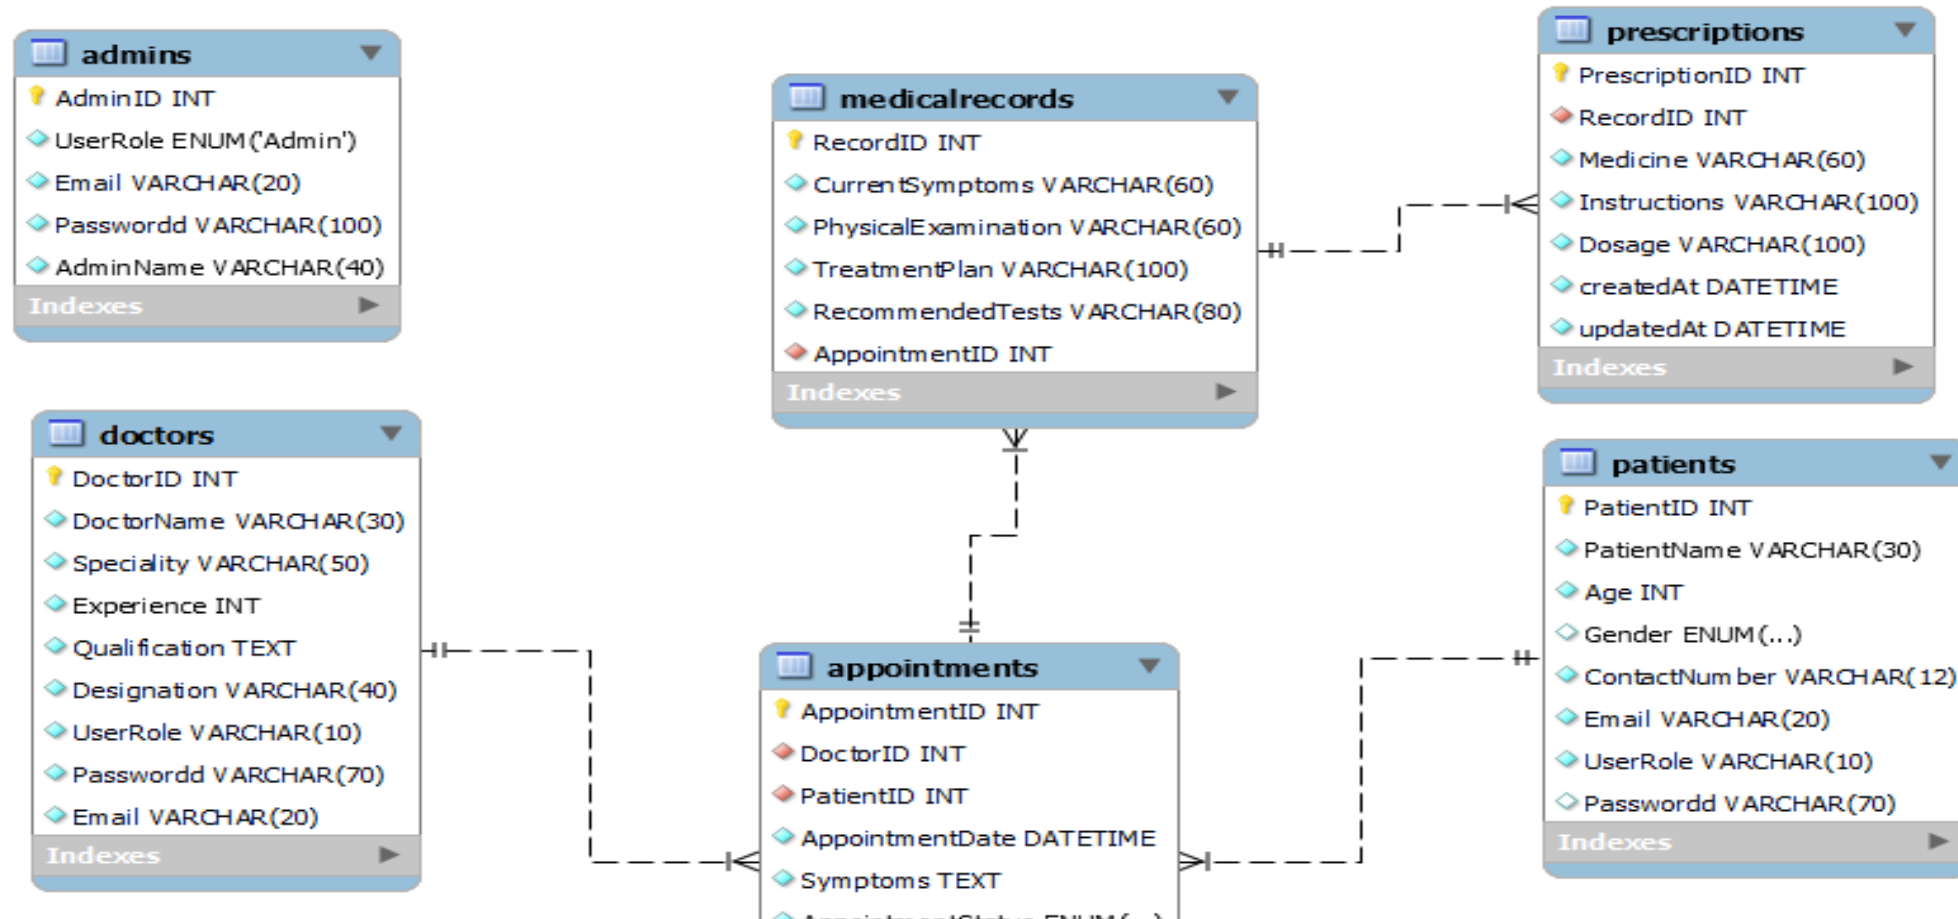 admins
AdminID INT
UserRole ENUM('Admin')
Email VARCHAR(20)
Passwordd VARCHAR(100)
AdminName VARCHAR(40)
Indexes
doctors
DoctorID INT
DoctorName VARCHAR(30)
Speciality VARCHAR(50)
Experience INT
Qualification TEXT
Designation VARCHAR(40)
UserRole VARCHAR(10)
Passwordd VARCHAR(70)
Email VARCHAR(20)
Indexes
medicalrecords
RecordID INT
CurrentSymptoms VARCHAR(60)
PhysicalExamination VARCHAR(60)
TreatmentPlan VARCHAR(100)
RecommendedTests VARCHAR(80)
AppointmentID INT
Indexes
appointments
AppointmentID INT
DoctorID INT
PatientID INT
AppointmentDate DATETIME
Symptoms TEXT
AppointmentStatus ENUM(...)
prescriptions
PrescriptionID INT
RecordID INT
Medicine VARCHAR(60)
Instructions VARCHAR(100)
Dosage VARCHAR(100)
createdAt DATETIME
updatedAt DATETIME
Indexes
patients
PatientID INT
PatientName VARCHAR(30)
Age INT
Gender ENUM(...)
ContactNumber VARCHAR(12)
Email VARCHAR(20)
UserRole VARCHAR(10)
Passwordd VARCHAR(70)
Indexes